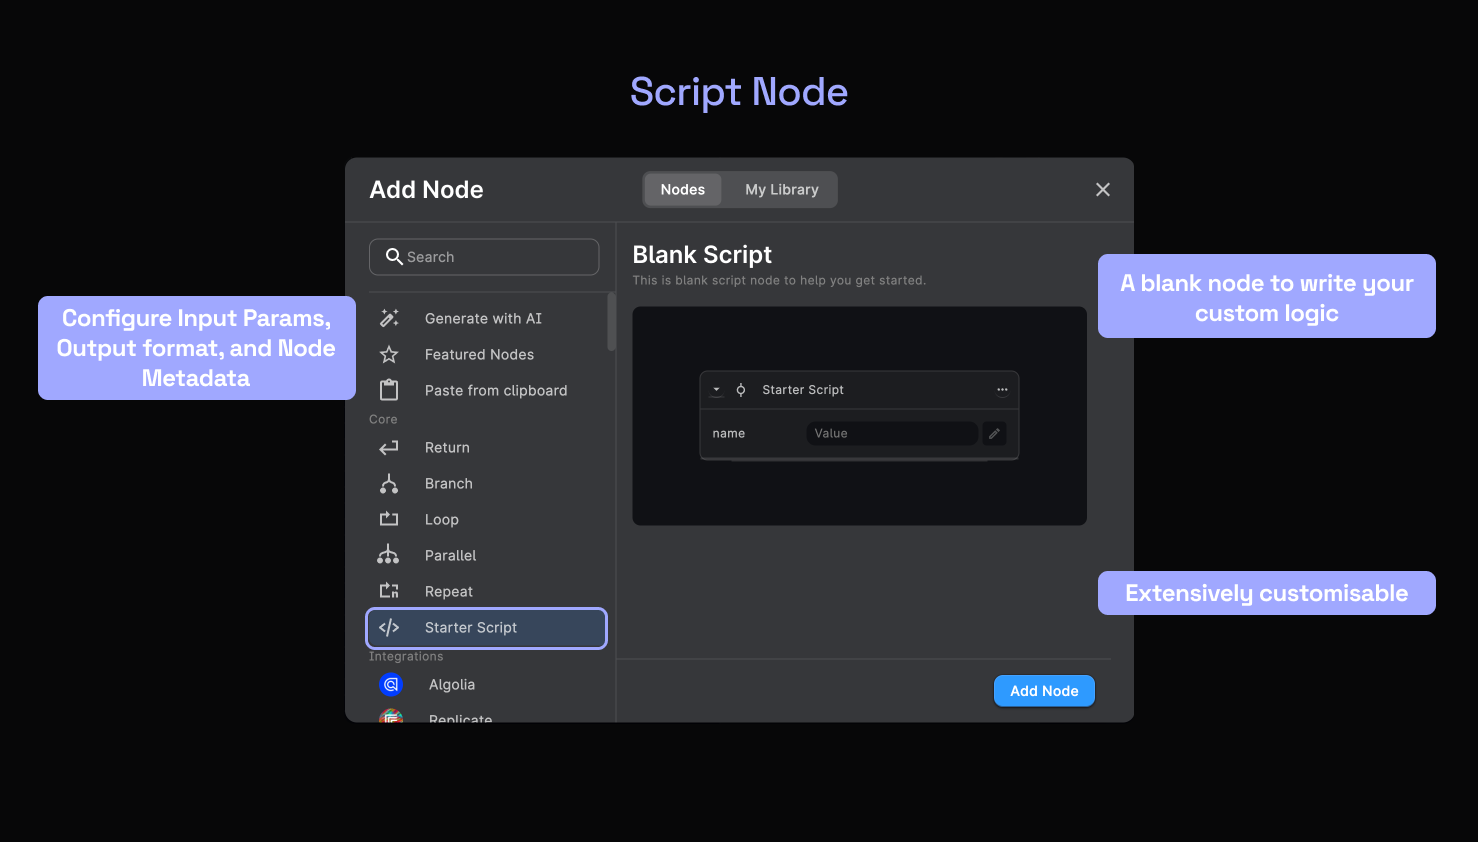 Script Node
Add Node
Nodes
My Library
Search
Generate with AI
Featured Nodes
Paste from clipboard
Core
Return
Branch
Loop
Parallel
Repeat
Starter Script
Integrations
Algolia
Replicate
Blank Script
This is blank script node to help you get started.
Starter Script
name
Value
Add Node
Configure Input Params,
Output format, and Node
Metadata
A blank node to write your
custom logic
Extensively customisable